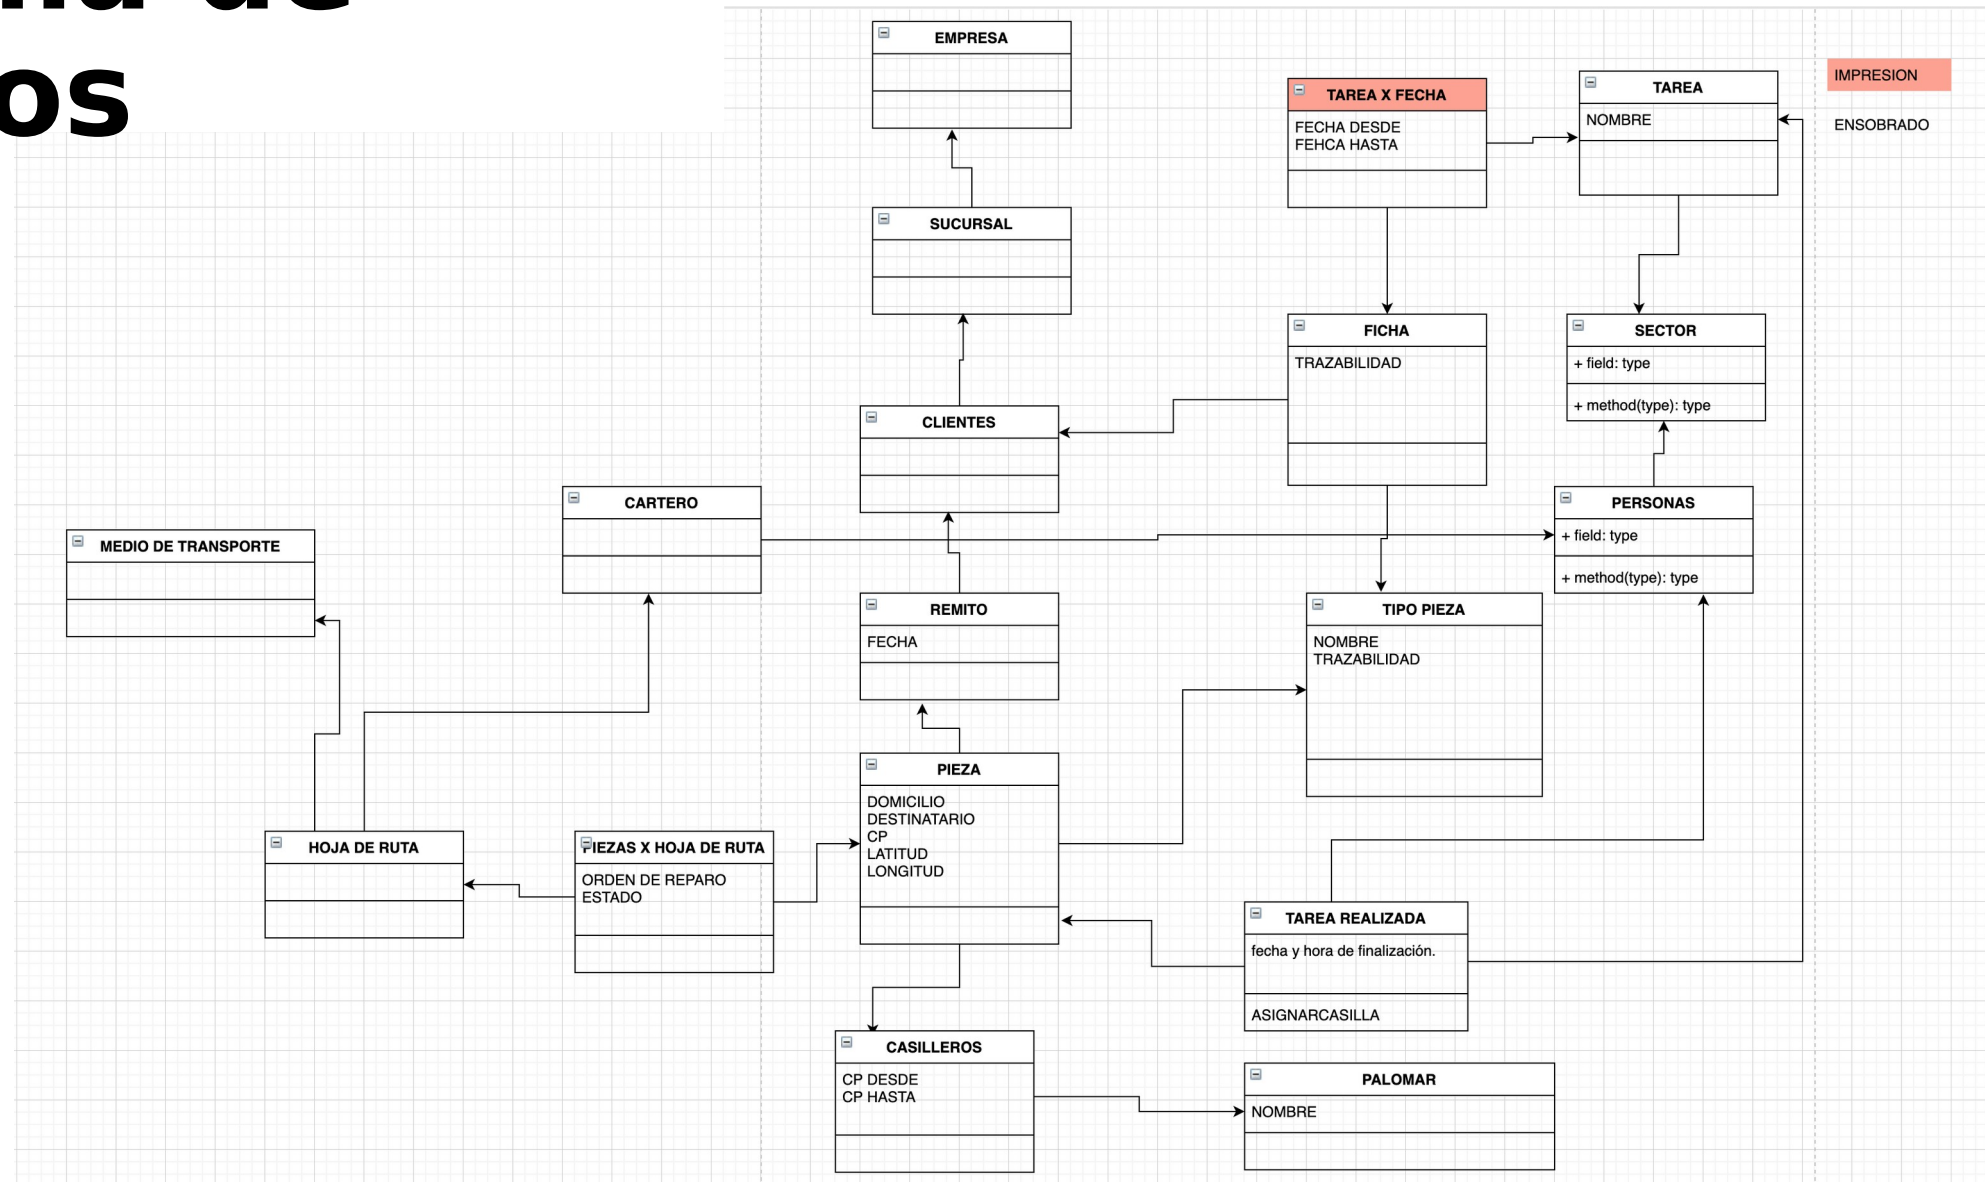 os
EMPRESA
TAREA X FECHA
FECHA DESDE
FEHCA HASTA
TAREA
NOMBRE
IMPRESION
ENSOBRADO
SUCURSAL
FICHA
TRAZABILIDAD
SECTOR
+ field: type
+ method(type): type
CLIENTES
CARTERO
PERSONAS
+ field: type
+ method(type): type
MEDIO DE TRANSPORTE
REMITO
FECHA
TIPO PIEZA
NOMBRE
TRAZABILIDAD
PIEZA
DOMICILIO
DESTINATARIO
CP
LATITUD
LONGITUD
HOJA DE RUTA
PIEZAS X HOJA DE RUTA
ORDEN DE REPARO
ESTADO
TAREA REALIZADA
fecha y hora de finalización.
ASIGNARCASILLA
CASILLEROS
CP DESDE
CP HASTA
PALOMAR
NOMBRE